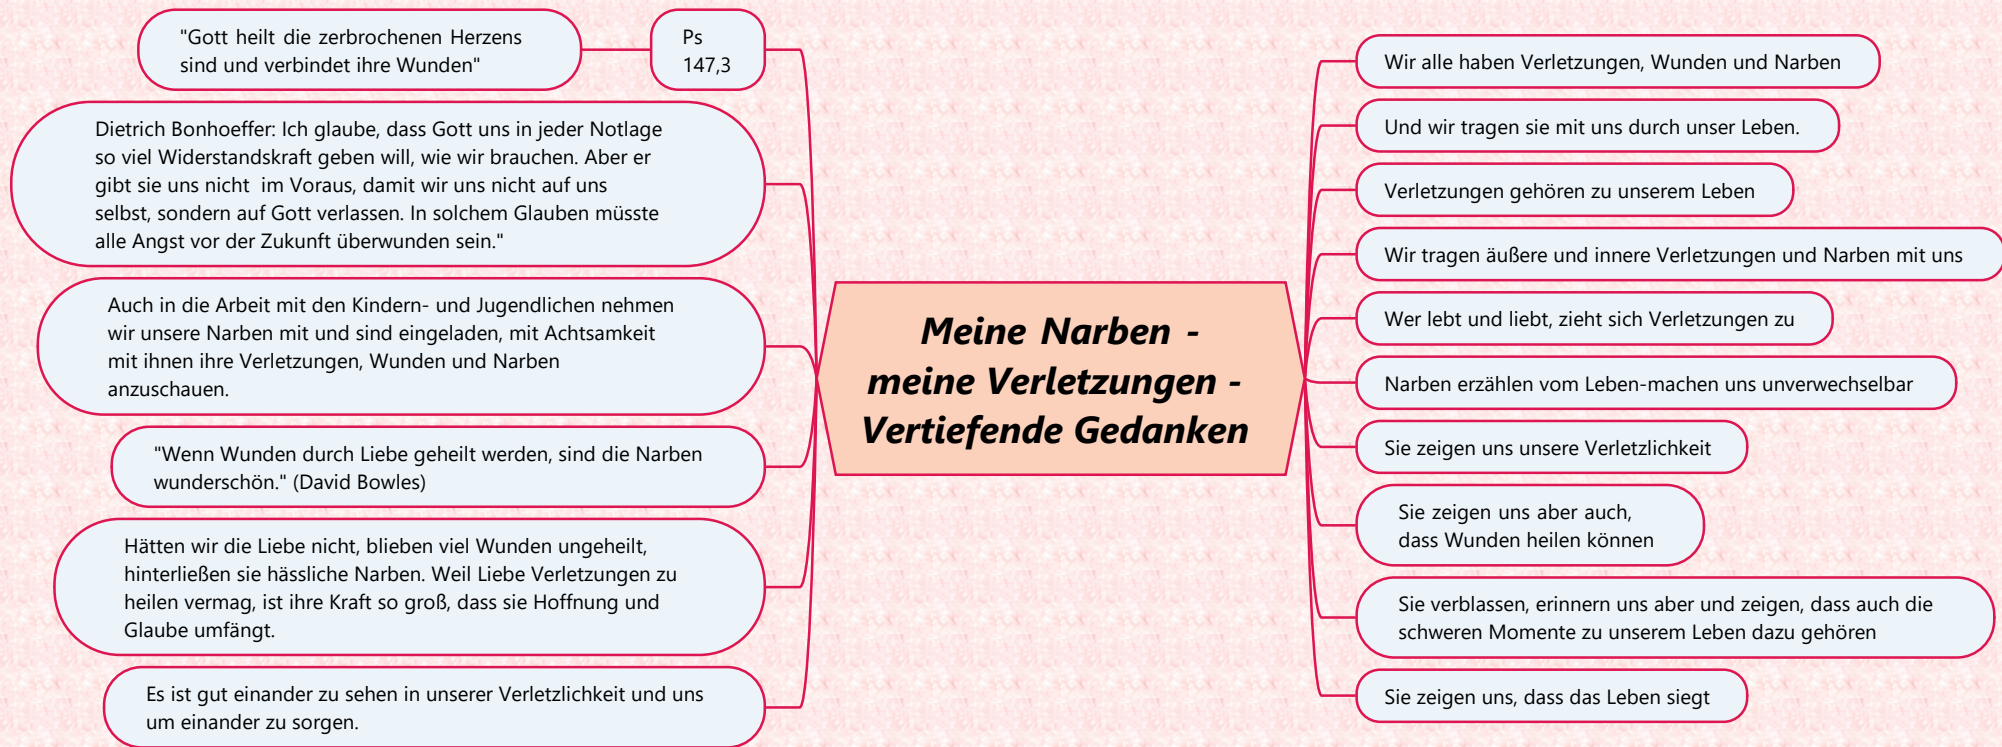 "Gott heilt die zerbrochenen Herzens
sind und verbindet ihre Wunden"
Ps
147,3
Dietrich Bonhoeffer: Ich glaube, dass Gott uns in jeder Notlage
so viel Widerstandskraft geben will, wie wir brauchen. Aber er
gibt sie uns nicht  im Voraus, damit wir uns nicht auf uns
selbst, sondern auf Gott verlassen. In solchem Glauben müsste
alle Angst vor der Zukunft überwunden sein."
Auch in die Arbeit mit den Kindern- und Jugendlichen nehmen
wir unsere Narben mit und sind eingeladen, mit Achtsamkeit
mit ihnen ihre Verletzungen, Wunden und Narben
anzuschauen.
"Wenn Wunden durch Liebe geheilt werden, sind die Narben
wunderschön." (David Bowles)
Hätten wir die Liebe nicht, blieben viel Wunden ungeheilt,
hinterließen sie hässliche Narben. Weil Liebe Verletzungen zu
heilen vermag, ist ihre Kraft so groß, dass sie Hoffnung und
Glaube umfängt.
Es ist gut einander zu sehen in unserer Verletzlichkeit und uns
um einander zu sorgen.
Meine Narben -
meine Verletzungen -
Vertiefende Gedanken
Wir alle haben Verletzungen, Wunden und Narben
Und wir tragen sie mit uns durch unser Leben.
Verletzungen gehören zu unserem Leben
Wir tragen äußere und innere Verletzungen und Narben mit uns
Wer lebt und liebt, zieht sich Verletzungen zu
Narben erzählen vom Leben-machen uns unverwechselbar
Sie zeigen uns unsere Verletzlichkeit
Sie zeigen uns aber auch,
dass Wunden heilen können
Sie verblassen, erinnern uns aber und zeigen, dass auch die
schweren Momente zu unserem Leben dazu gehören
Sie zeigen uns, dass das Leben siegt